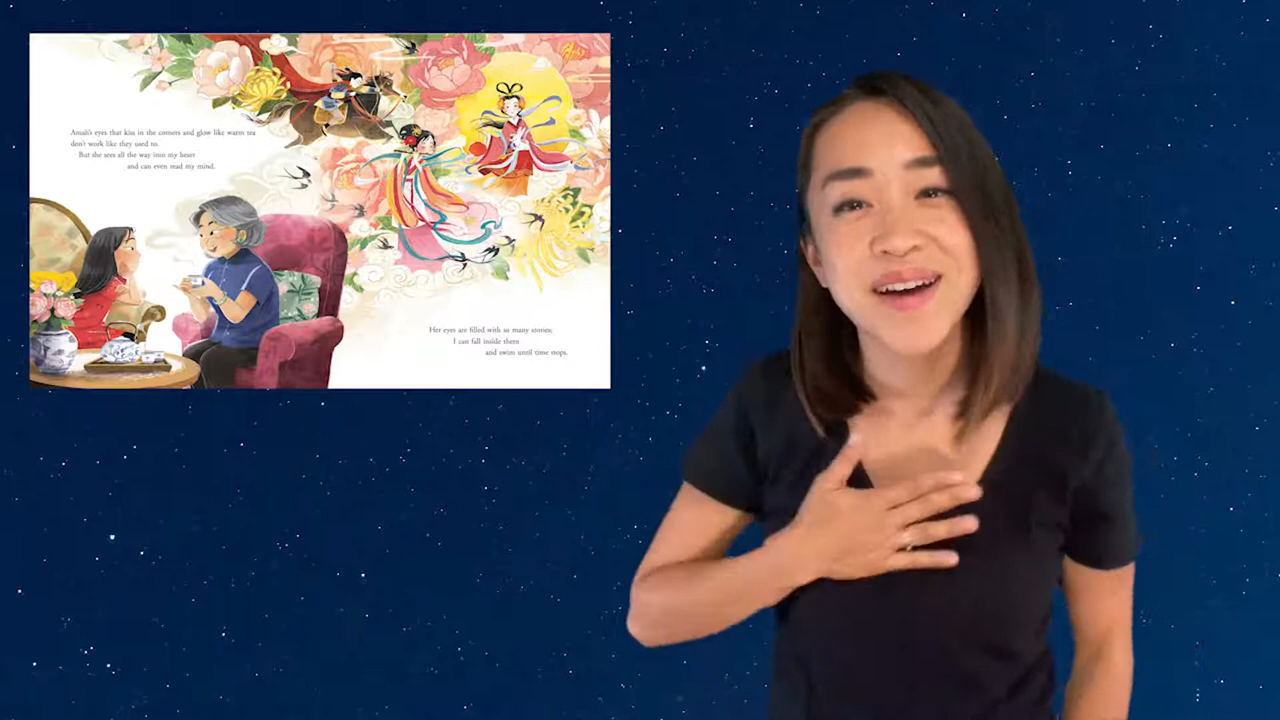 Amah's eyes that kiss in the corners and glow like warm tea
don't work like they used to.
But she sees all the way into my heart
and can even read my mind.
Her eyes are filled with so many stories;
I can fall inside them
and swim until time stops.